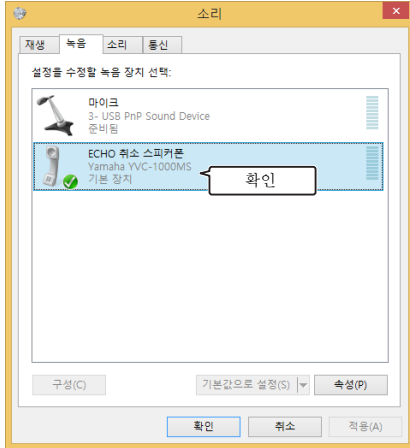 소리
재생 녹음 소리 통신
설정을 수정할 녹음 장치 선택:
마이크
3- USB PnP Sound Device
준비됨
ECHO 취소 스피커폰
Yamaha YVC-1000MS
기본 장치
확인
구성(C) 기본값으로 설정(S) 속성(P)
확인 취소 적용(A)